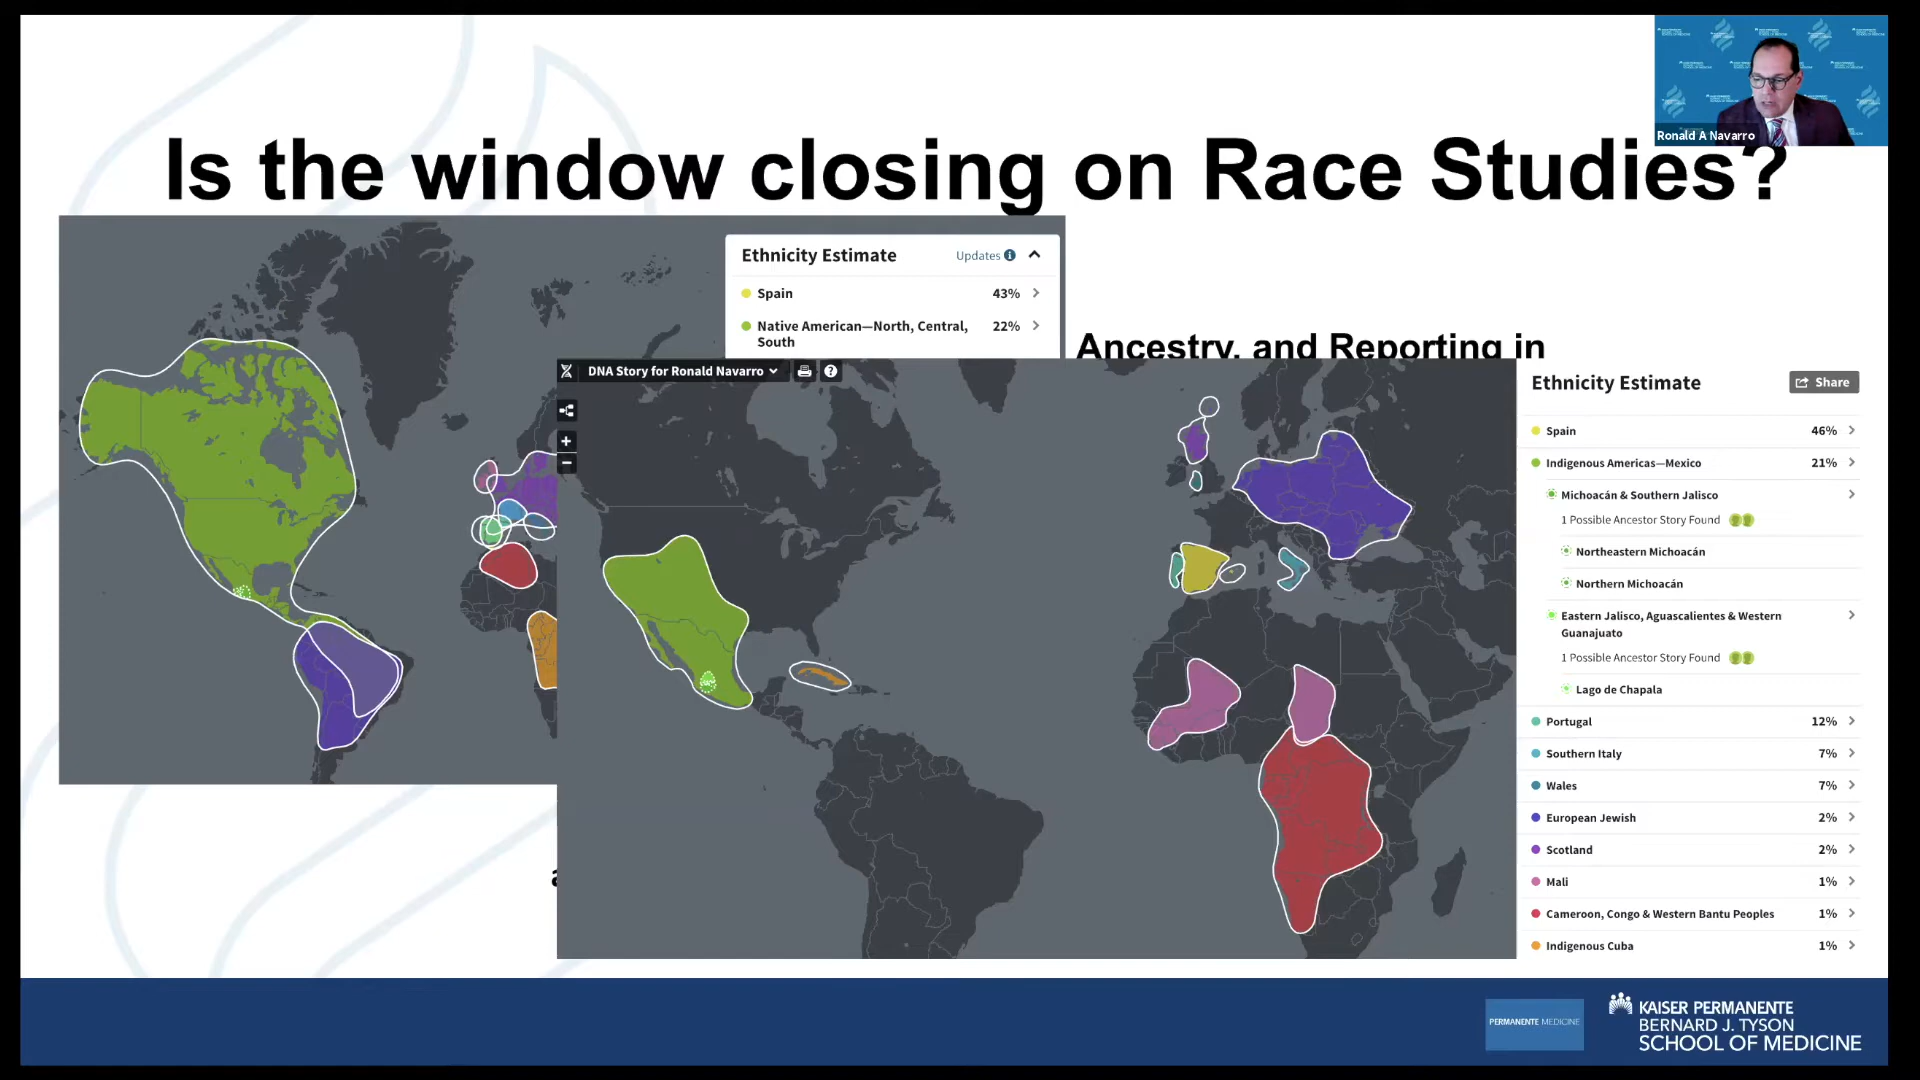 Ronald A Navarro
Is the window closing on Race Studies?
Ethnicity Estimate
Updates
Spain 43%
Native American—North, Central, 22%
South
Ancestry, and Reporting in
DNA Story for Ronald Navarro
Ethnicity Estimate
Share
Spain 46%
Indigenous Americas—Mexico 21%
Michoacán & Southern Jalisco
1 Possible Ancestor Story Found
Northeastern Michoacán
Northern Michoacán
Eastern Jalisco, Aguascalientes & Western
Guanajuato
1 Possible Ancestor Story Found
Lago de Chapala
Portugal 12%
Southern Italy 7%
Wales 7%
European Jewish 2%
Scotland 2%
Mali 1%
Cameroon, Congo & Western Bantu Peoples 1%
Indigenous Cuba 1%
PERMANENTE MEDICINE
KAISER PERMANENTE
BERNARD J. TYSON
SCHOOL OF MEDICINE